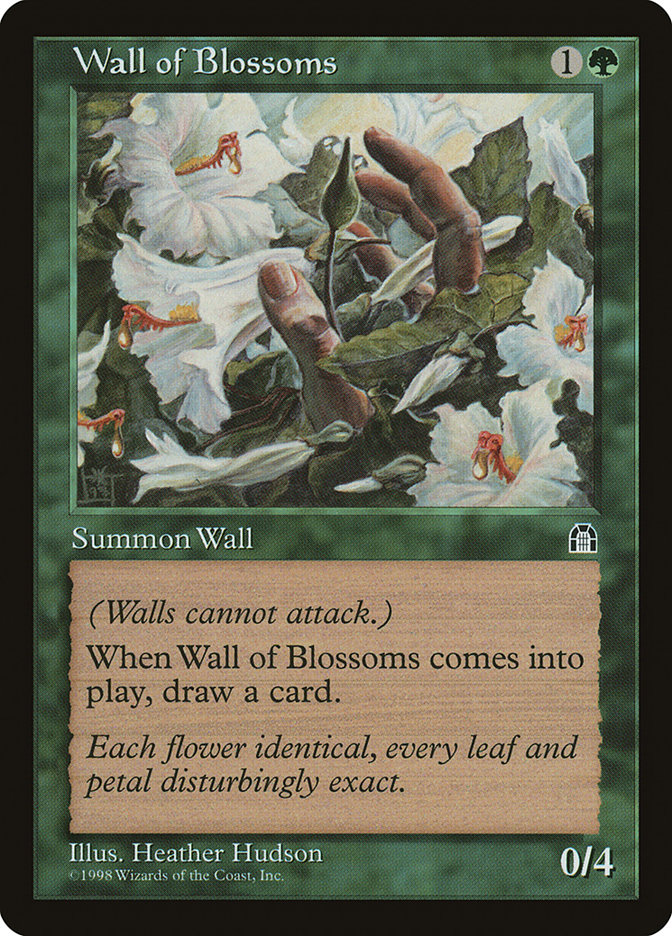 Wall of Blossoms 1
Summon Wall
(Walls cannot attack.)
When Wall of Blossoms comes into
play, draw a card.
Each flower identical, every leaf and
petal disturbingly exact.
Illus. Heather Hudson
0/4
©1998 Wizards of the Coast, Inc.